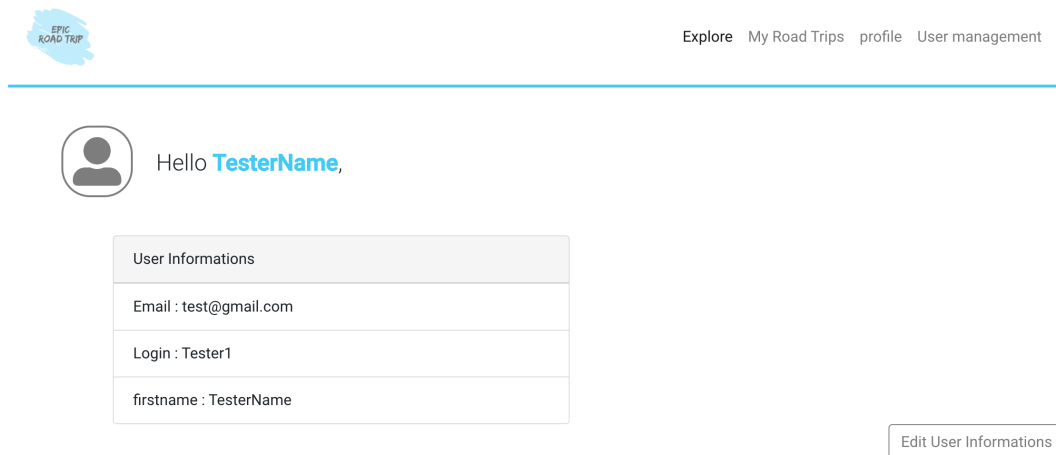 EPIC
ROAD TRIP
Explore My Road Trips profile User management
Hello TesterName,
User Informations
Email : test@gmail.com
Login : Tester1
firstname : TesterName
Edit User Informations